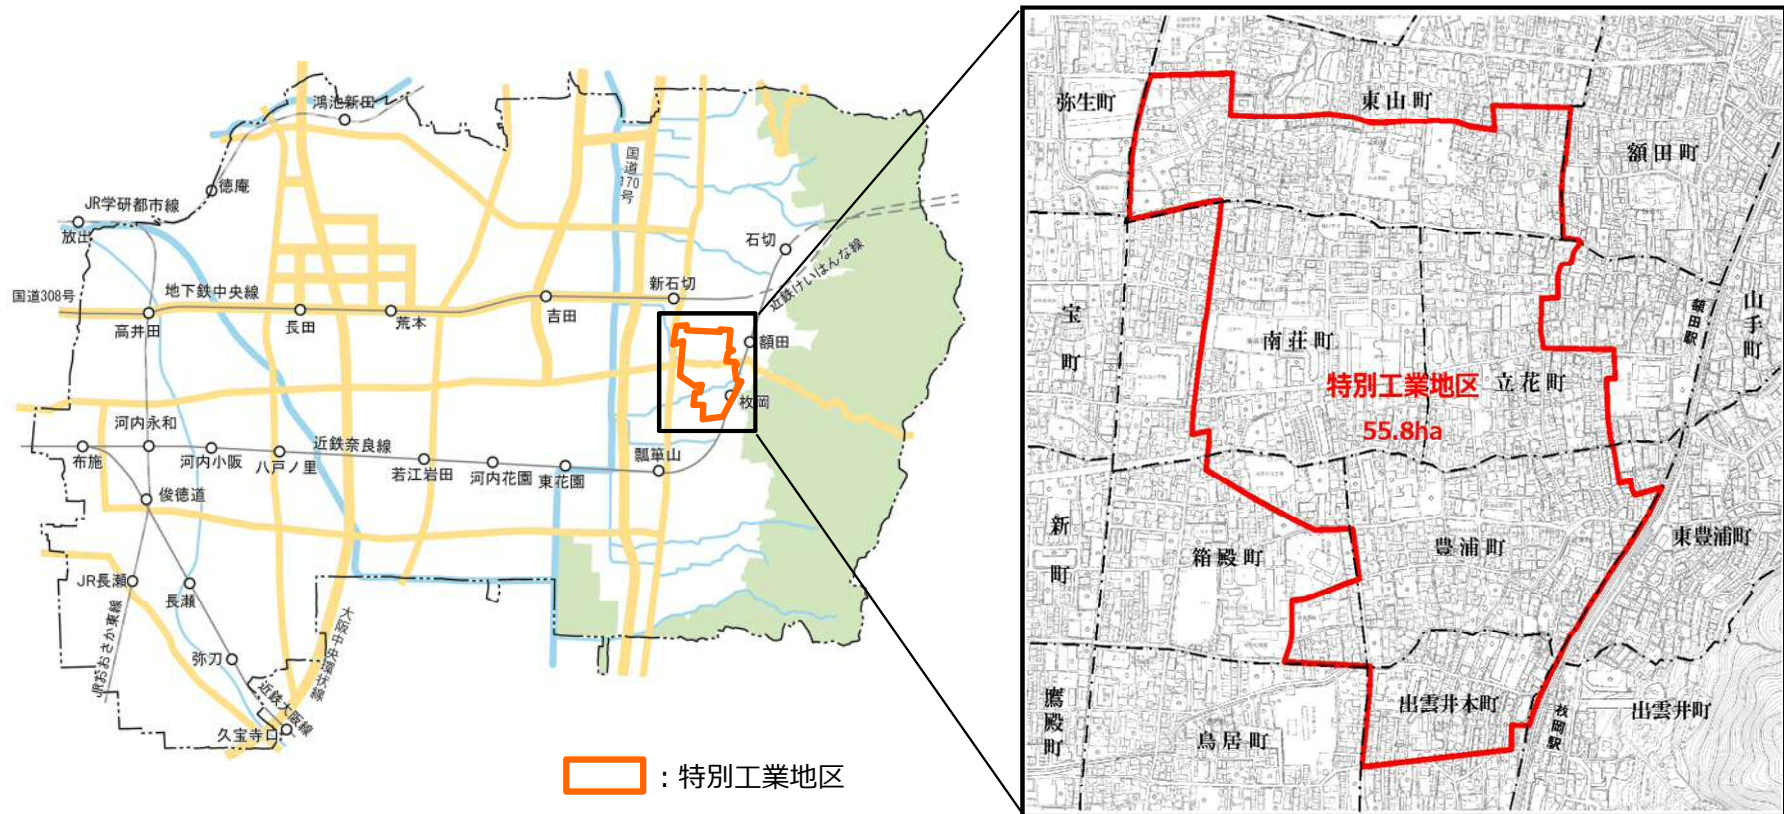 鴻池新田
徳庵
JR学研都市線
放出
国道170号
石切
近鉄けいはんな線
新石切
国道308号
地下鉄中央線
高井田
長田
荒本
吉田
額田
枚岡
河内永和
近鉄奈良線
布施
河内小阪
八戸ノ里
若江岩田
河内花園
東花園
瓢箪山
俊徳道
JR長瀬
長瀬
JRおおさか東線
弥刀
近鉄大阪線
大阪中央環状線
久宝寺口
：特別工業地区
弥生町
東山町
額田町
宝町
南荘町
立花町
額田駅
山手町
特別工業地区
55.8ha
新町
箱殿町
豊浦町
東豊浦町
鷹殿町
鳥居町
出雲井本町
枚岡駅
出雲井町